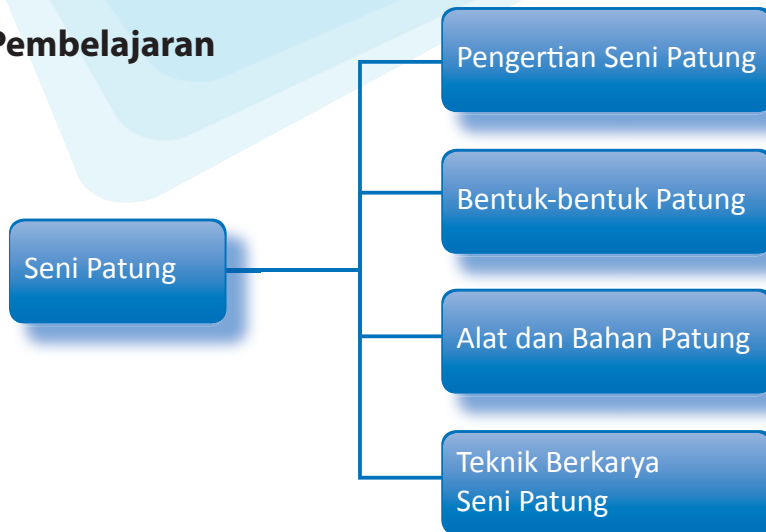 Pembelajaran
Pengertian Seni Patung
Bentuk-bentuk Patung
Seni Patung
Alat dan Bahan Patung
Teknik Berkarya
Seni Patung